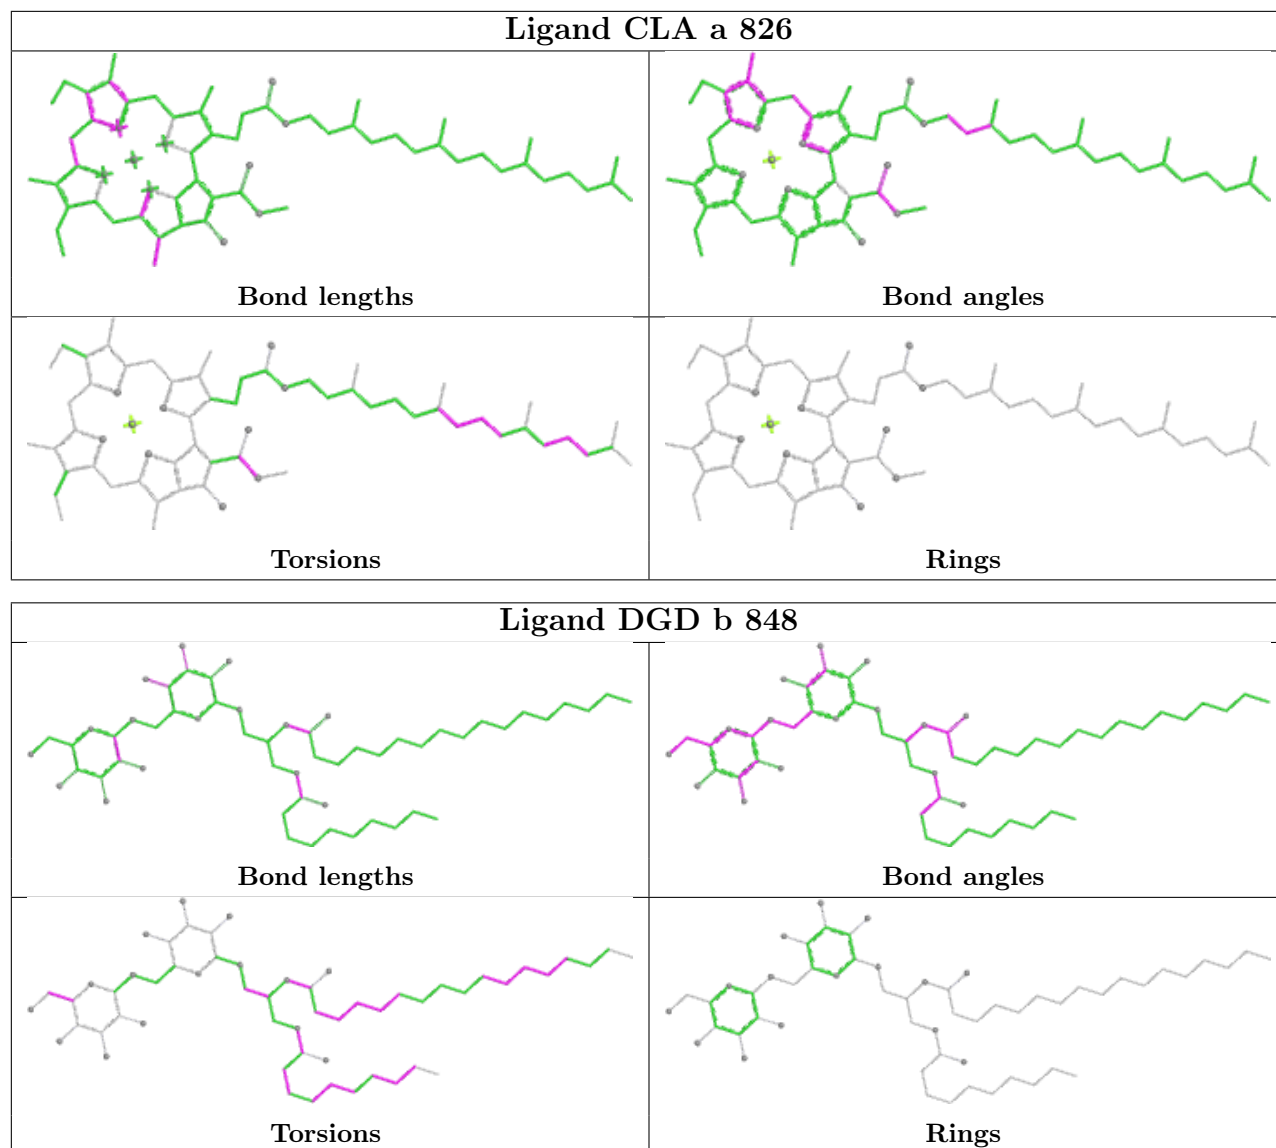 Ligand CLA a 826
Bond lengths
Bond angles
Torsions
Rings
Ligand DGD b 848
Bond lengths
Bond angles
Torsions
Rings